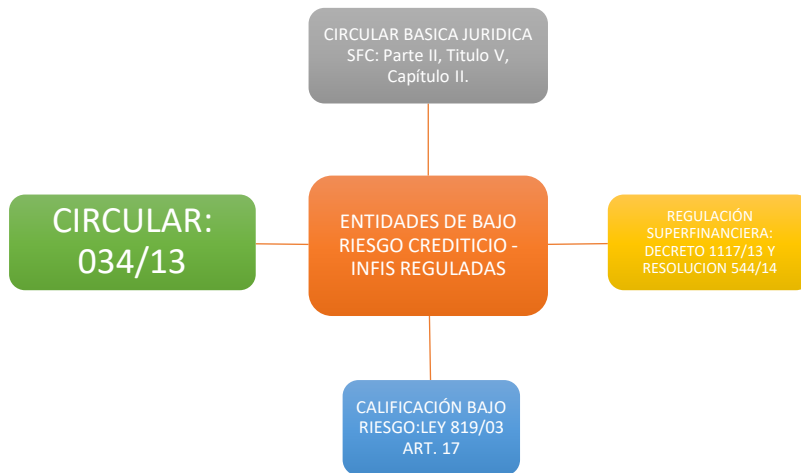 CIRCULAR BASICA JURIDICA
SFC: Parte II, Titulo V,
Capítulo II.
CIRCULAR:
034/13
ENTIDADES DE BAJO
RIESGO CREDITICIO -
INFIS REGULADAS
REGULACIÓN
SUPERFINANCIERA:
DECRETO 1117/13 Y
RESOLUCION 544/14
CALIFICACIÓN BAJO
RIESGO:LEY 819/03
ART. 17